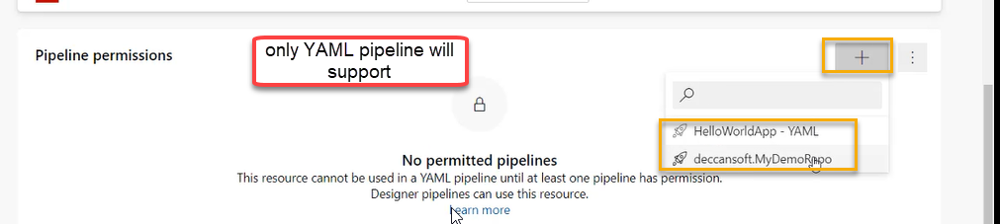 Pipeline permissions
only YAML pipeline will
support
HelloWorldApp - YAML
deccansoft.MyDemoRepo
No permitted pipelines
This resource cannot be used in a YAML pipeline until at least one pipeline has permission.
Designer pipelines can use this resource.
Learn more